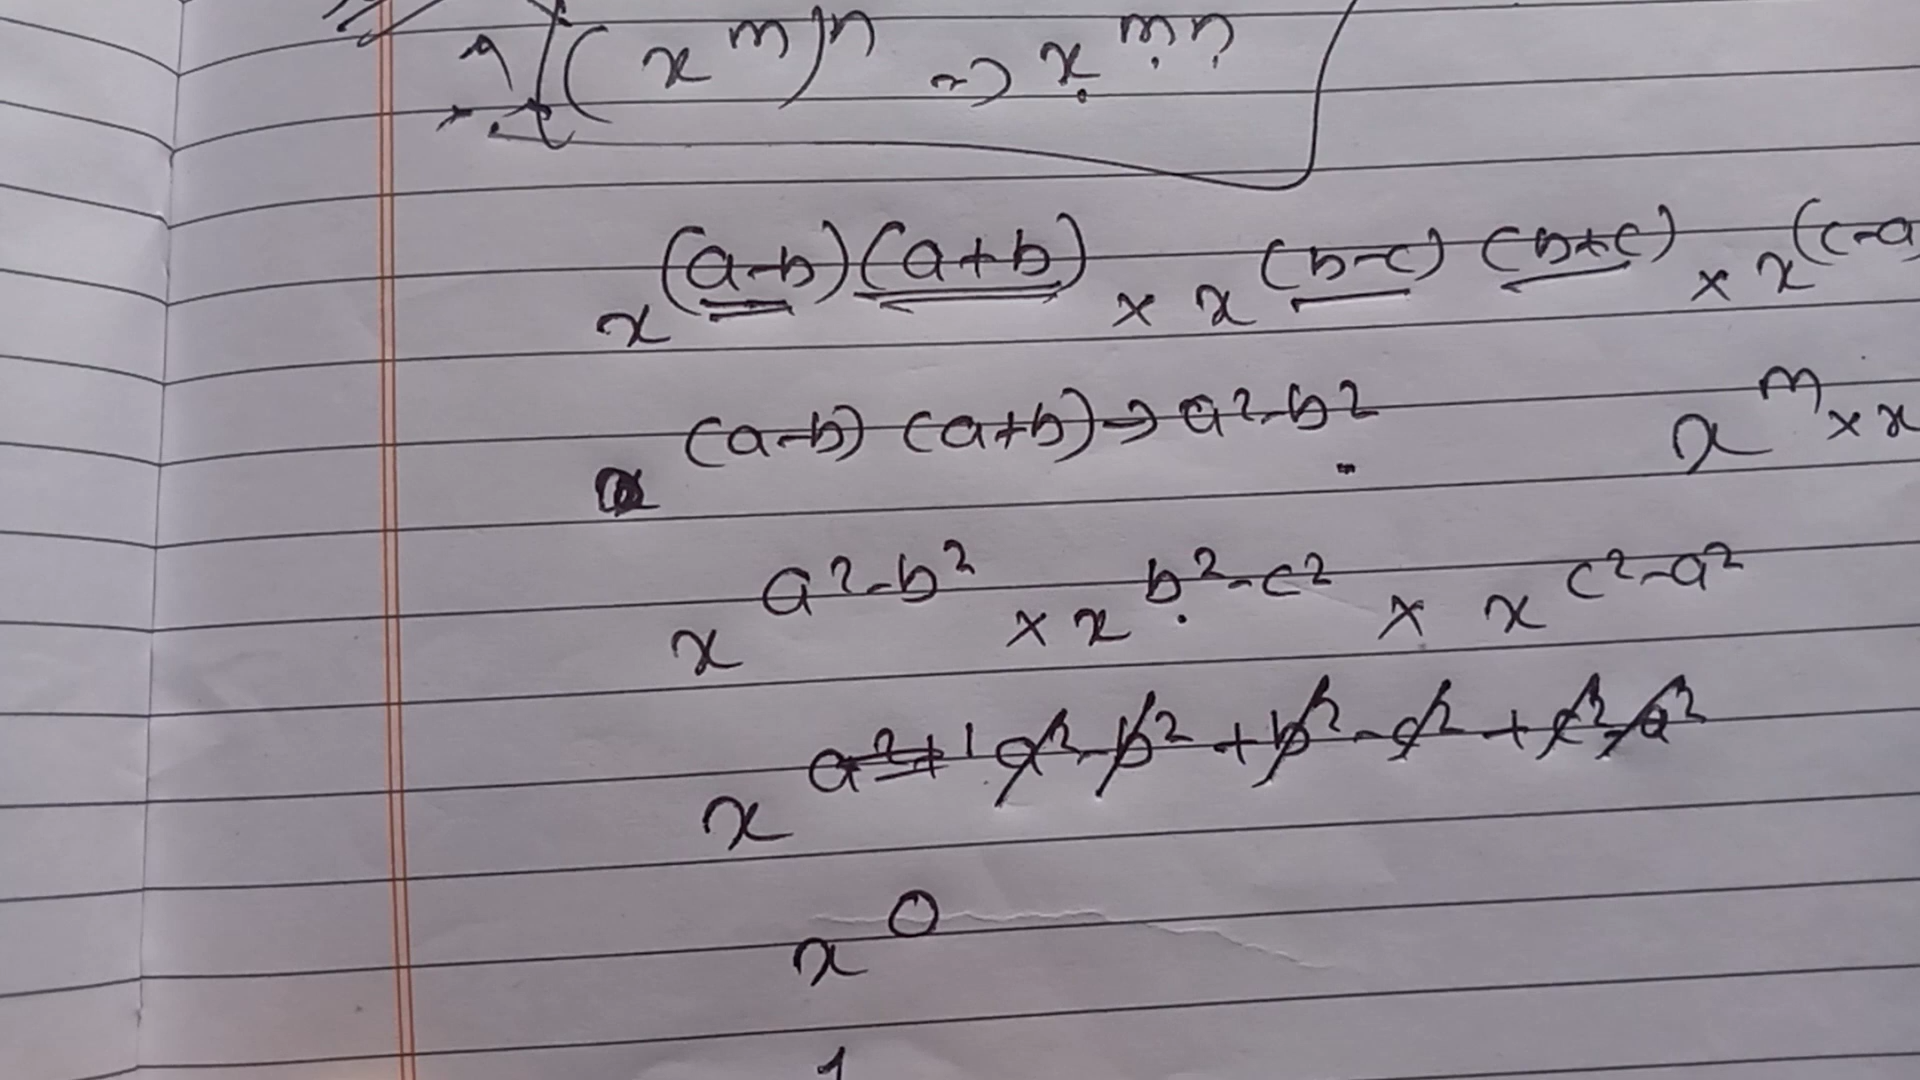 (x^m)^n → x^mn
x^(a-b)(a+b) × x^(b-c)(b+c) × x^(c-a
(a-b) (a+b) → a²-b²
x^m × x
x^a²-b² × x^b²-c² × x^c²-a²
x^a²-b²+b²-c²+c²-a²
x^0
1